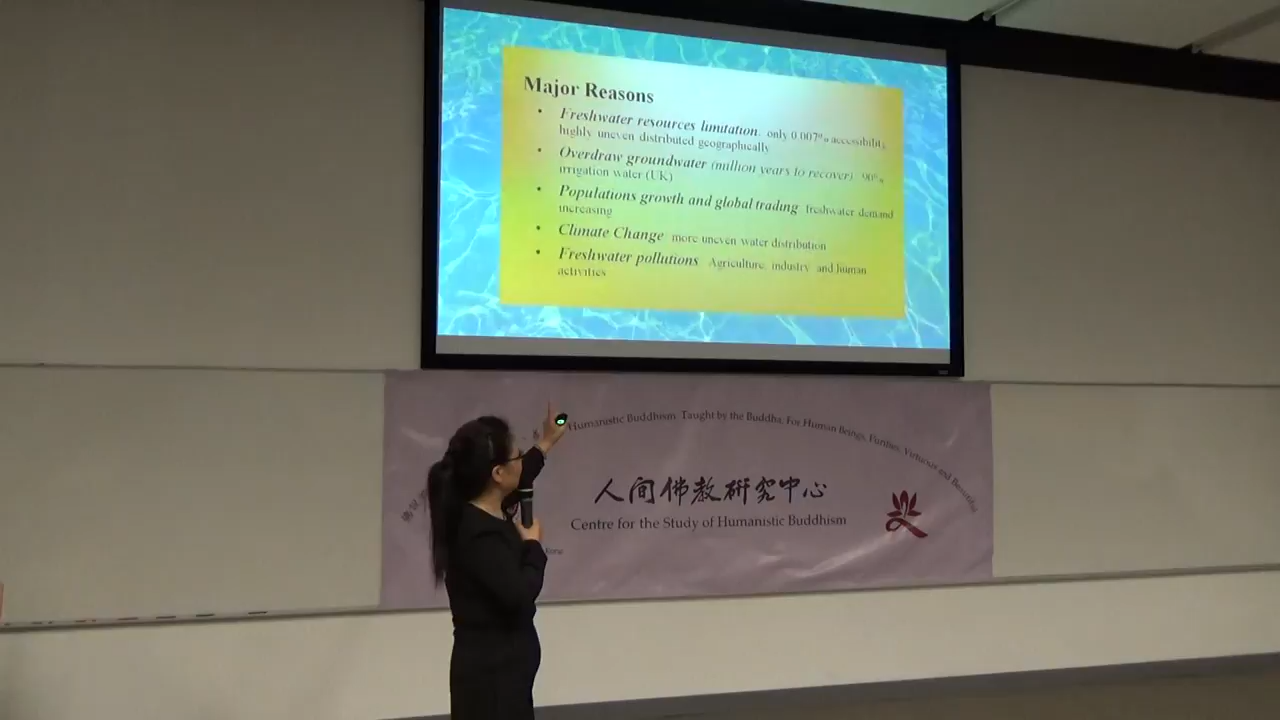 Major Reasons
• Freshwater resources limitation. only 0.007% accessibility,
highly uneven distributed geographically
• Overdraw groundwater (million years to recover) 90%
irrigation water (UK)
• Populations growth and global trading freshwater demand
increasing
• Climate Change more uneven water distribution
• Freshwater pollutions Agriculture, industry and human
activities
Humanistic Buddhism: Taught by the Buddha, For Human Beings, Purifies, Virtuous and Beautiful
人间佛教研究中心
Centre for the Study of Humanistic Buddhism